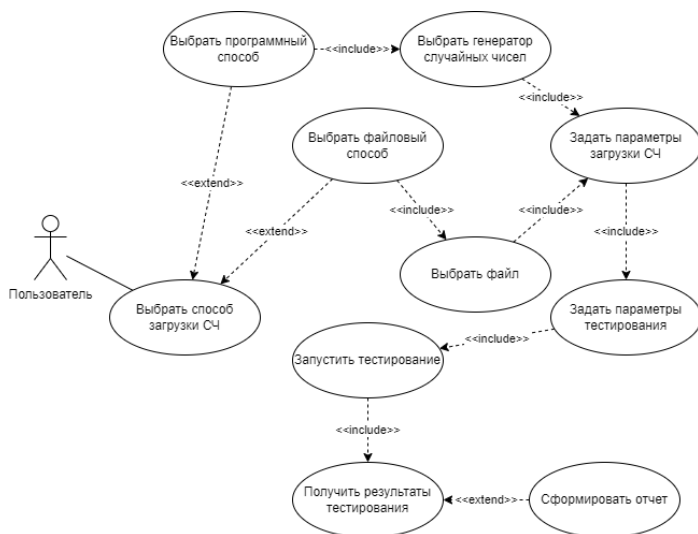 Выбрать программный
способ
<<include>>
Выбрать генератор
случайных чисел
<<include>>
Выбрать файловый
способ
Задать параметры
загрузки СЧ
<<extend>>
<<extend>>
<<include>>
<<include>>
<<include>>
Пользователь
Выбрать способ
загрузки СЧ
Выбрать файл
Задать параметры
тестирования
<<include>>
Запустить тестирование
<<include>>
Получить результаты
тестирования
<<extend>>
Сформировать отчет